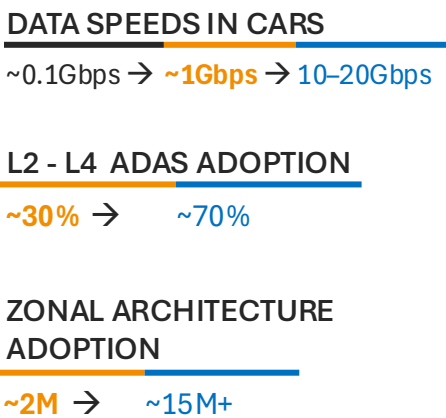 DATA SPEEDS IN CARS
~0.1Gbps → ~1Gbps → 10–20Gbps
L2 - L4 ADAS ADOPTION
~30% → ~70%
ZONAL ARCHITECTURE
ADOPTION
~2M → ~15M+